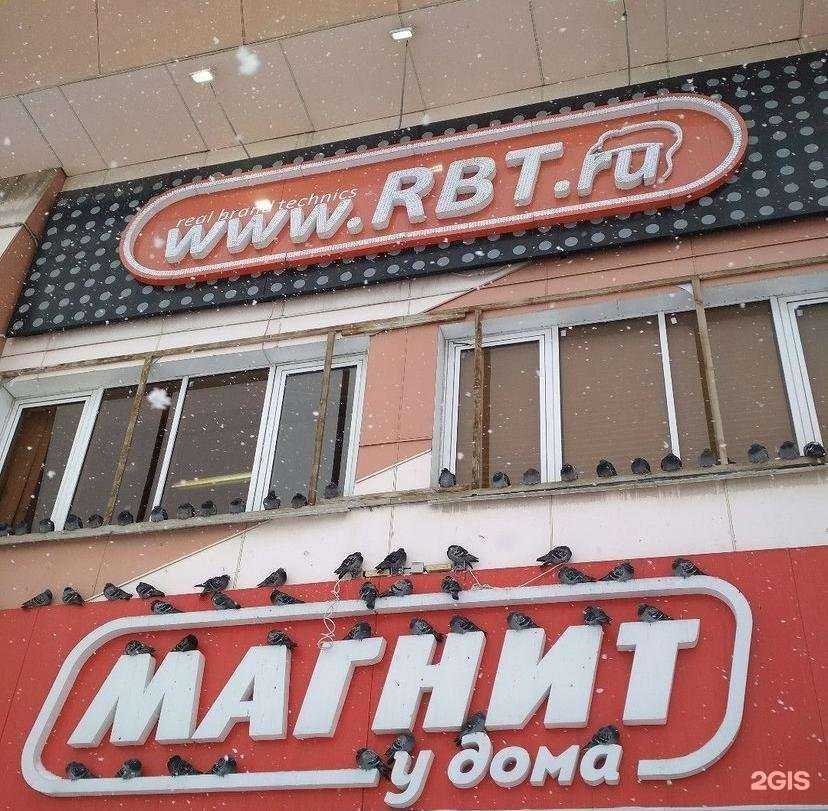 real brand technics
www.RBT.ru
МАГНИТ
у дома
2GIS